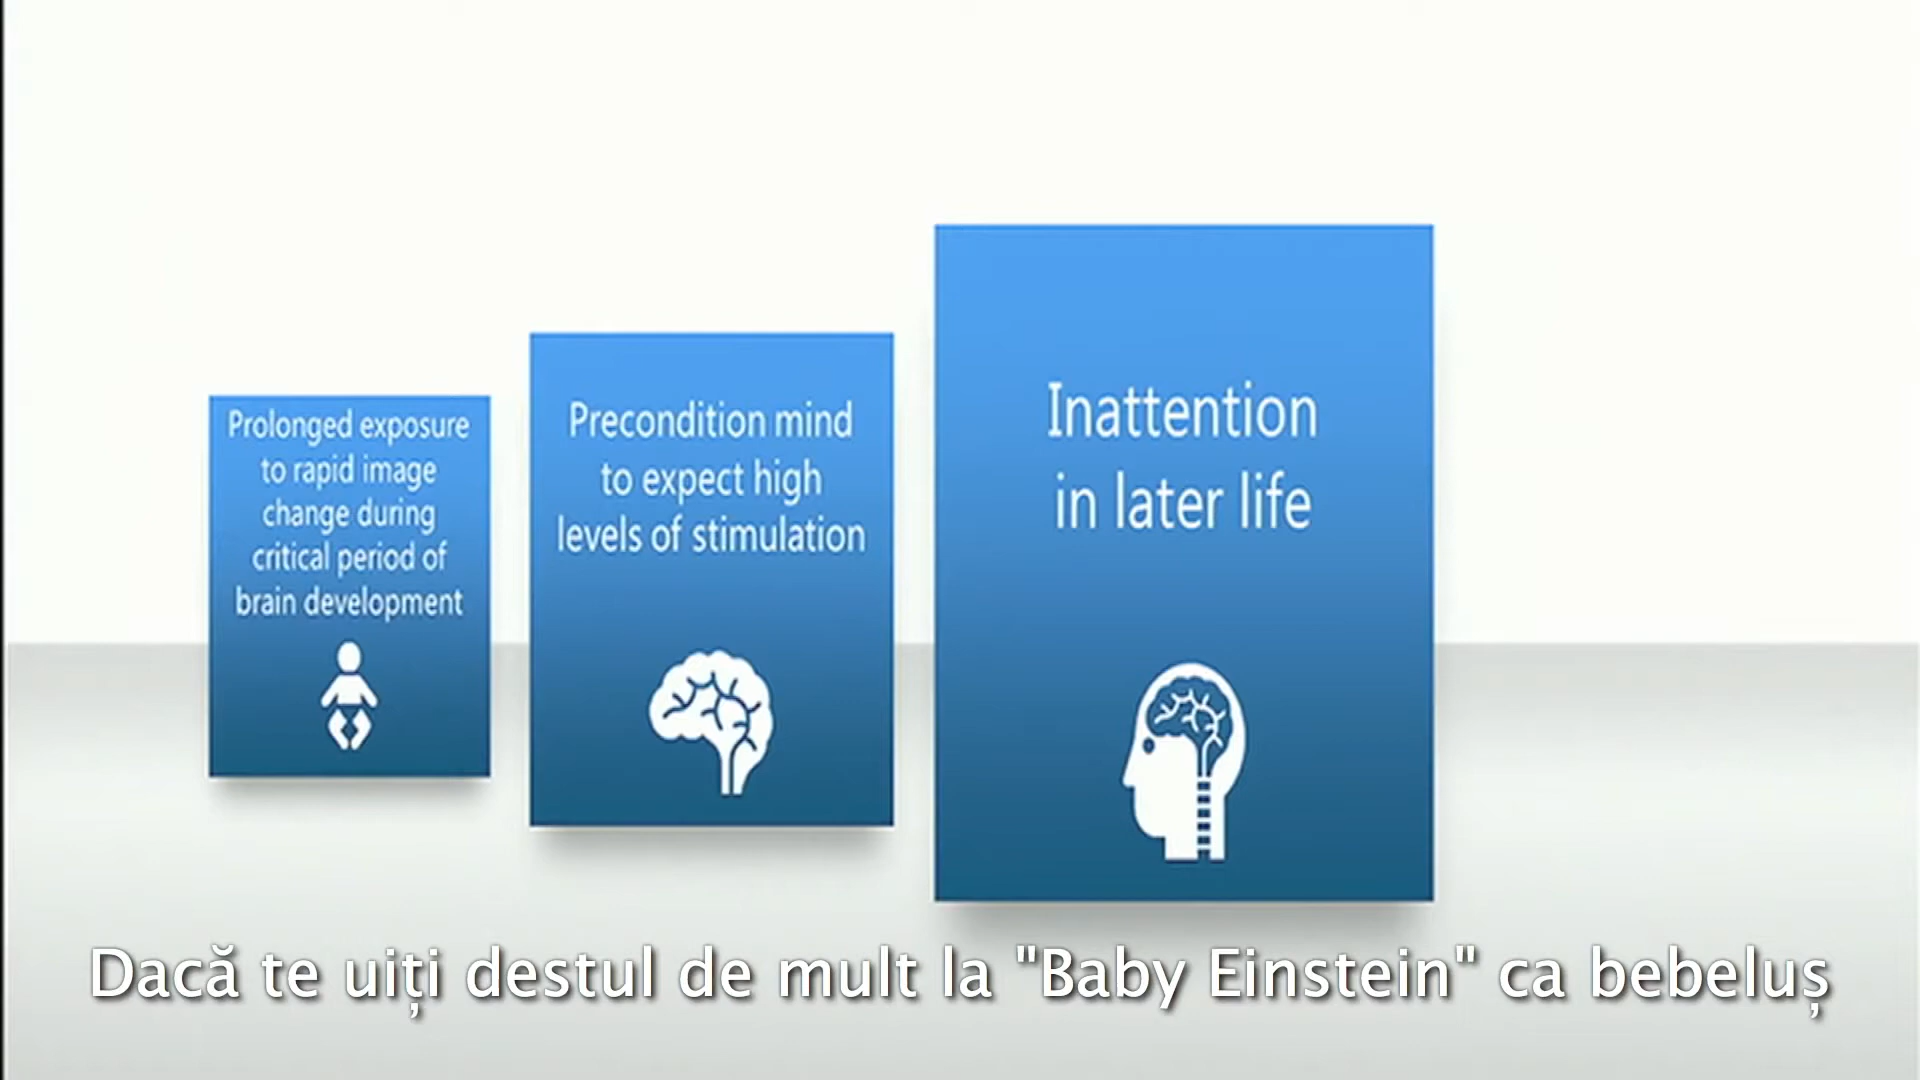 Prolonged exposure
to rapid image
change during
critical period of
brain development
Precondition mind
to expect high
levels of stimulation
Inattention
in later life
Dacă te uiți destul de mult la "Baby Einstein" ca bebeluș